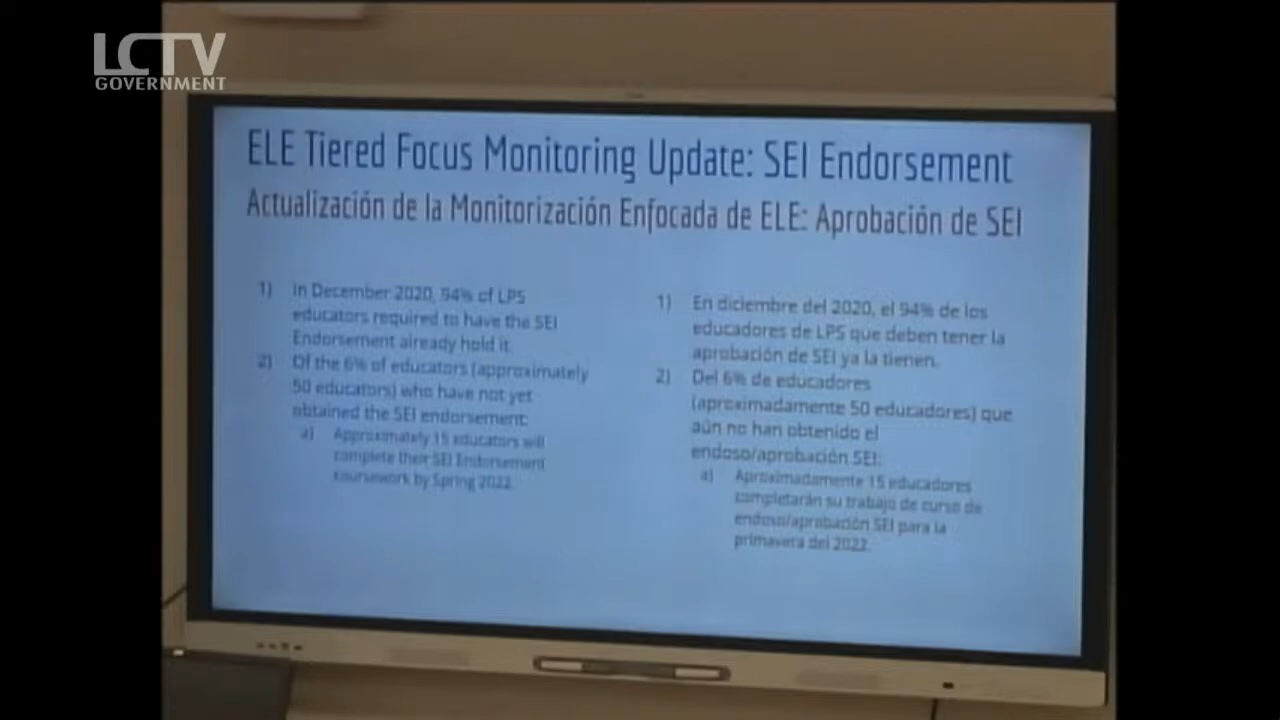 LCTV
GOVERNMENT
ELE Tiered Focus Monitoring Update: SEI Endorsement
Actualización de la Monitorización Enfocada de ELE: Aprobación de SEI
1) In December 2020, 94% of LPS
educators required to have the SEI
Endorsement already hold it.
2) Of the 6% of educators (approximately
50 educators) who have not yet
obtained the SEI endorsement:
a) Approximately 15 educators will
complete their SEI Endorsement
coursework by Spring 2022.
1) En diciembre del 2020, el 94% de los
educadores de LPS que deben tener la
aprobación de SEI ya la tienen.
2) Del 6% de educadores
(aproximadamente 50 educadores) que
aún no han obtenido el
endoso/aprobación SEI:
a) Aproximadamente 15 educadores
completarán su trabajo de curso de
endoso/aprobación SEI para la
primavera del 2022.